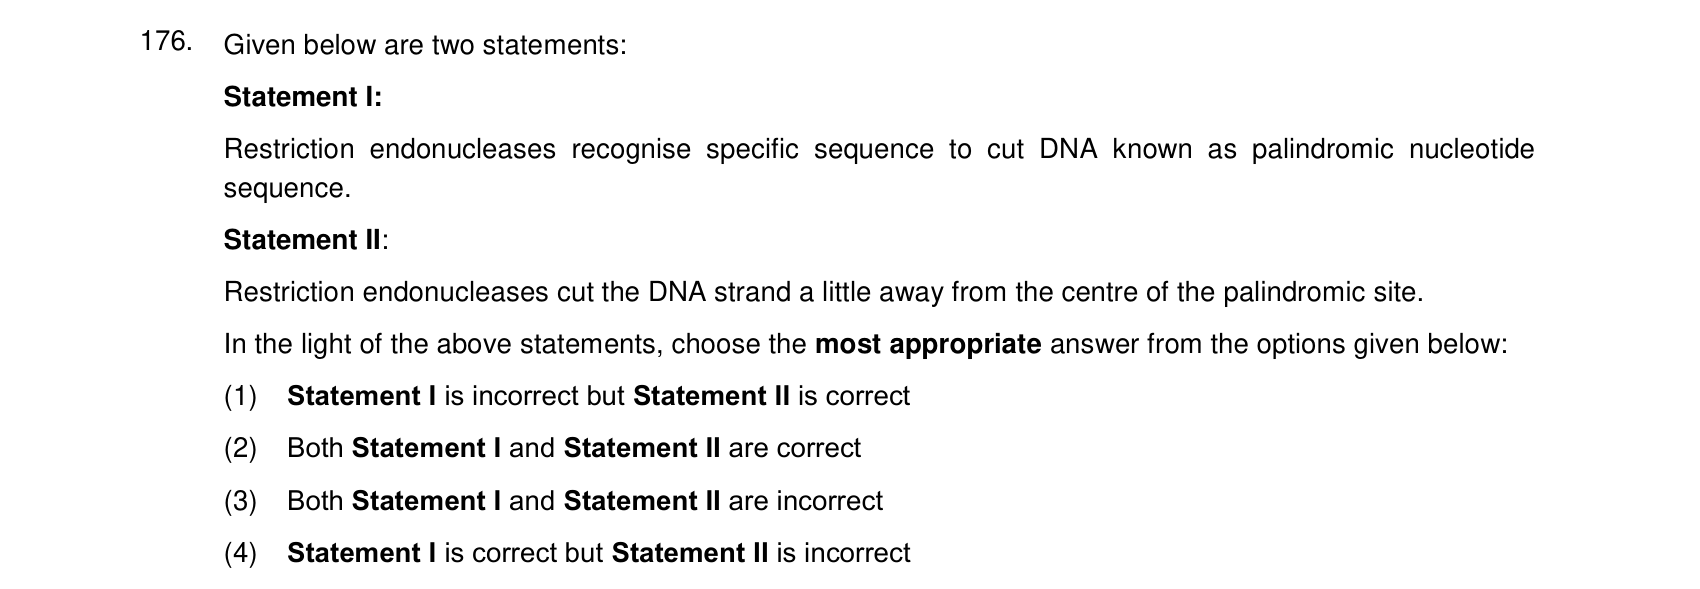 176. Given below are two statements:
Statement I:
Restriction endonucleases recognise specific sequence to cut DNA known as palindromic nucleotide
sequence.
Statement II:
Restriction endonucleases cut the DNA strand a little away from the centre of the palindromic site.
In the light of the above statements, choose the most appropriate answer from the options given below:
(1) Statement I is incorrect but Statement II is correct
(2) Both Statement I and Statement II are correct
(3) Both Statement I and Statement II are incorrect
(4) Statement I is correct but Statement II is incorrect